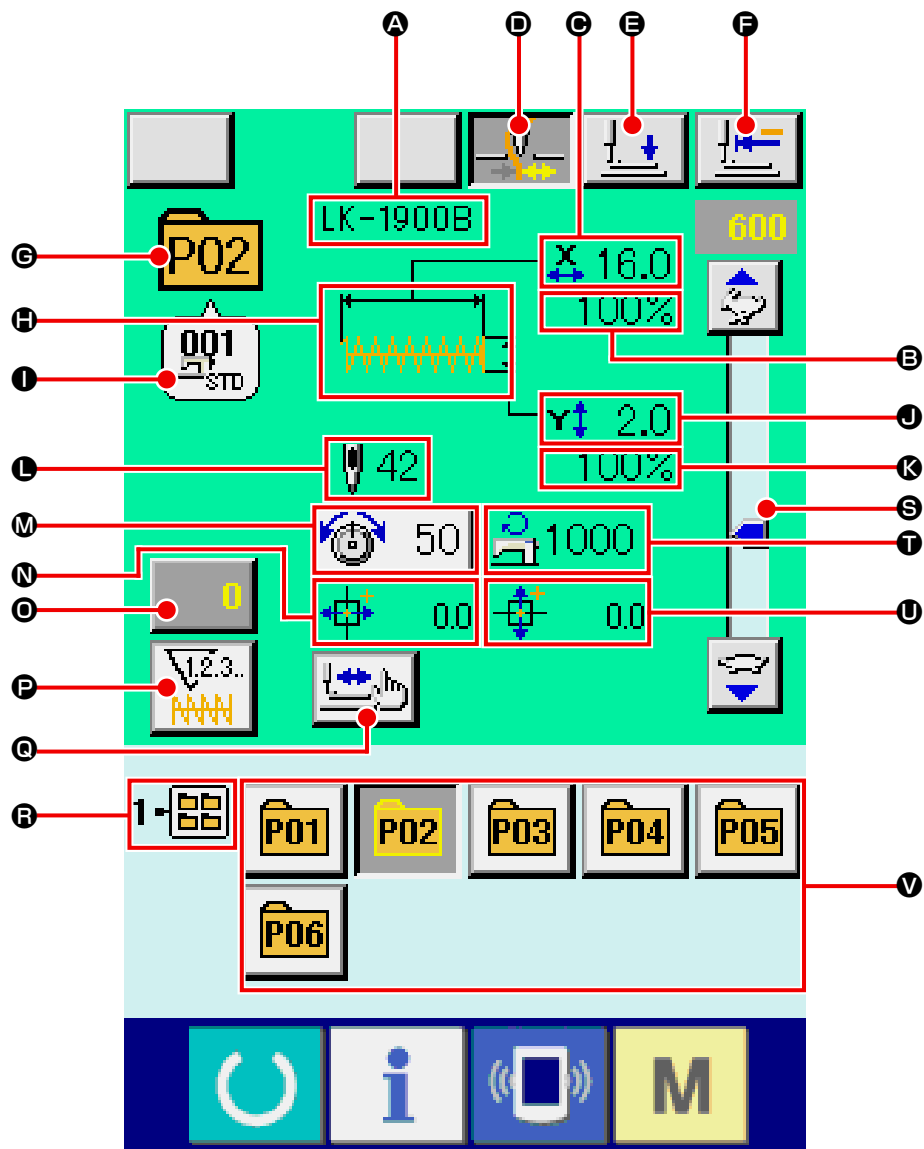 A D C E F
LK-1900B
600
G P02
X 16.0
H 100%
B
001
I STD
Y 2.0 J
L 42 100% K
S
M 50 1000
T
N
O 0 0.0 0.0 U
P 1.2.3..
Q
R 1
P01 P02 P03 P04 P05
V
P06
i M